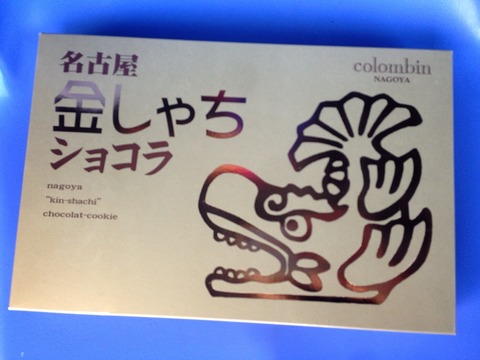 名古屋
金しゃち
ショコラ
nagoya
"kin-shachi"
chocolat-cookie
colombin
NAGOYA